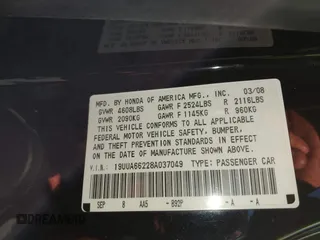 MFD. BY HONDA OF AMERICA MFG., INC. 03/08
GVWR 4608LBS GAWR F 2524LBS R 2116LBS
GVWR 2090KG GAWR F 1145KG R 960KG
THIS VEHICLE CONFORMS TO ALL APPLICABLE
FEDERAL MOTOR VEHICLE SAFETY, BUMPER,
AND THEFT PREVENTION STANDARDS IN EFFECT
ON THE DATE OF MANUFACTURE SHOWN ABOVE.
V.I.N.: 19UUA66228A037049 TYPE: PASSENGER CAR
SEP 8 AA5 -B92P -A -A
DREAM